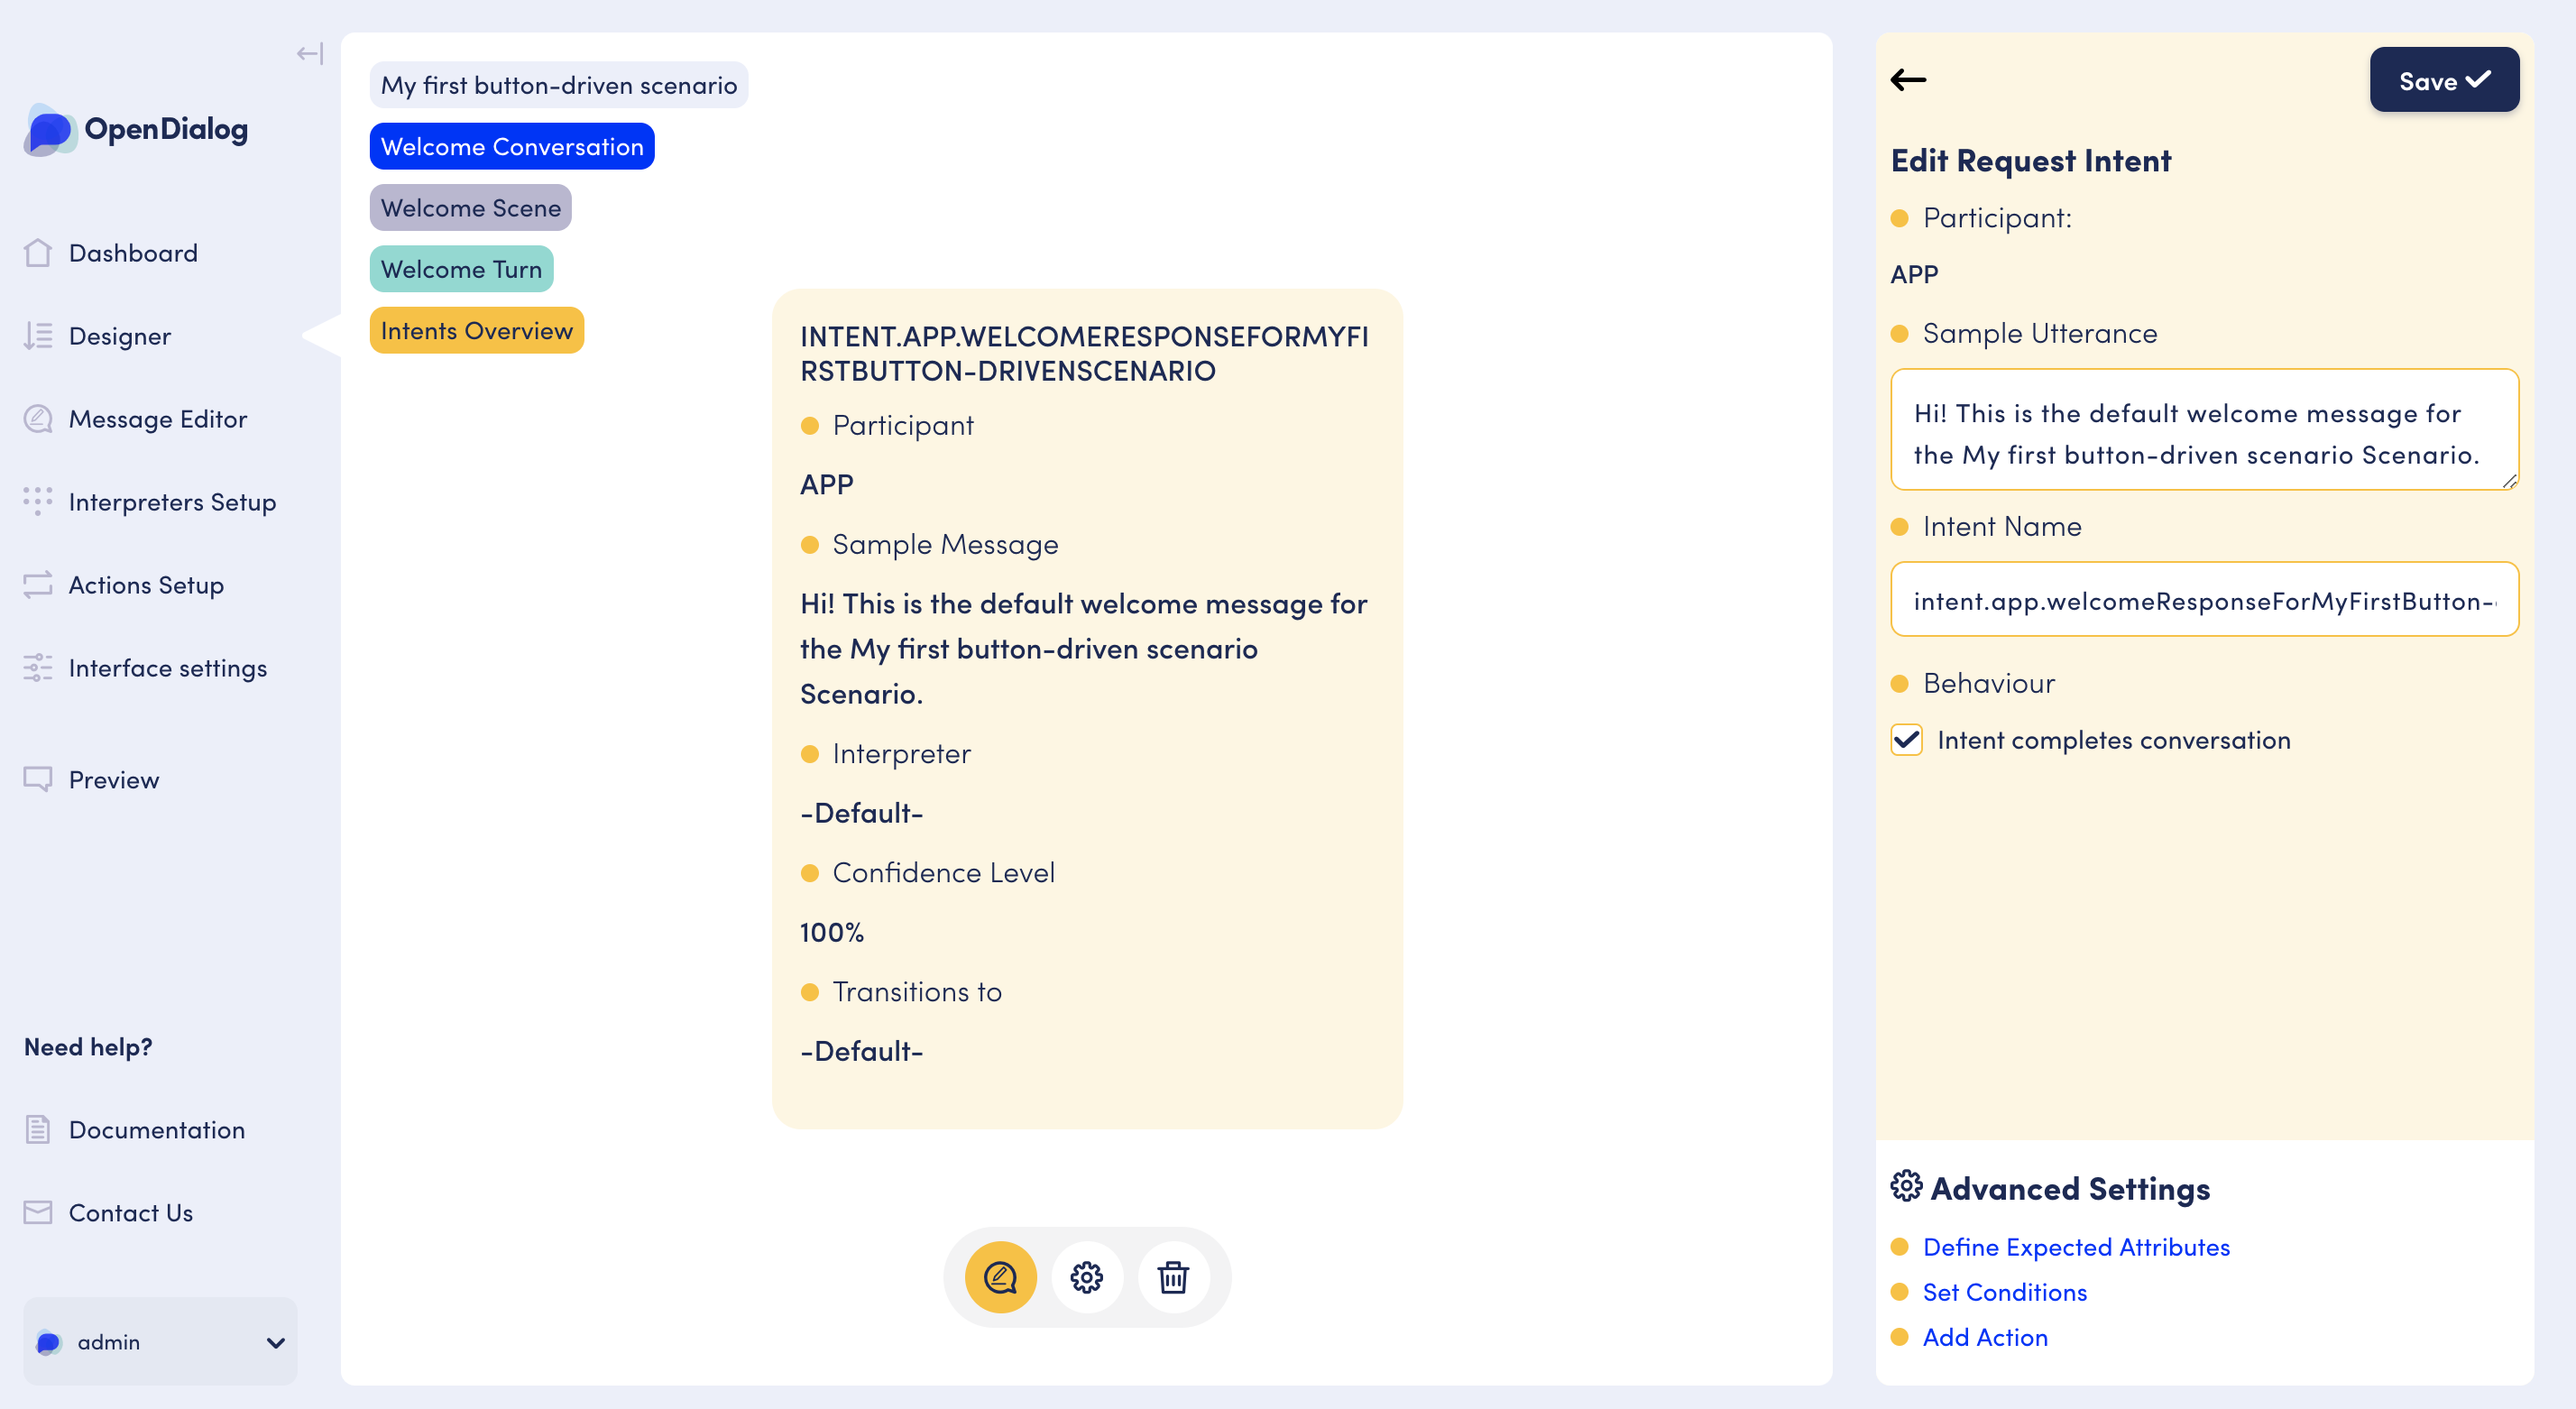 OpenDialog
Dashboard
Designer
Message Editor
Interpreters Setup
Actions Setup
Interface settings
Preview
Need help?
Documentation
Contact Us
admin
My first button-driven scenario
Welcome Conversation
Welcome Scene
Welcome Turn
Intents Overview
INTENT.APP.WELCOMERESPONSEFORMYFI
RSTBUTTON-DRIVENSCENARIO
Participant
APP
Sample Message
Hi! This is the default welcome message for
the My first button-driven scenario
Scenario.
Interpreter
-Default-
Confidence Level
100%
Transitions to
-Default-
Save
Edit Request Intent
Participant:
APP
Sample Utterance
Hi! This is the default welcome message for
the My first button-driven scenario Scenario.
Intent Name
intent.app.welcomeResponseForMyFirstButton-
Behaviour
Intent completes conversation
Advanced Settings
Define Expected Attributes
Set Conditions
Add Action